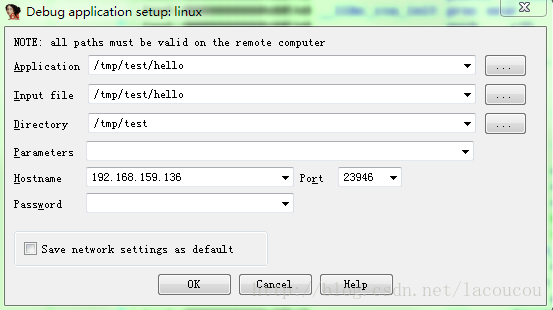 Debug application setup: linux
NOTE: all paths must be valid on the remote computer
Application /tmp/test/hello ...
Input file /tmp/test/hello ...
Directory /tmp/test ...
Parameters
Hostname 192.168.159.136 Port 23946
Password
Save network settings as default
OK Cancel Help
http://blog.csdn.net/lacoucou